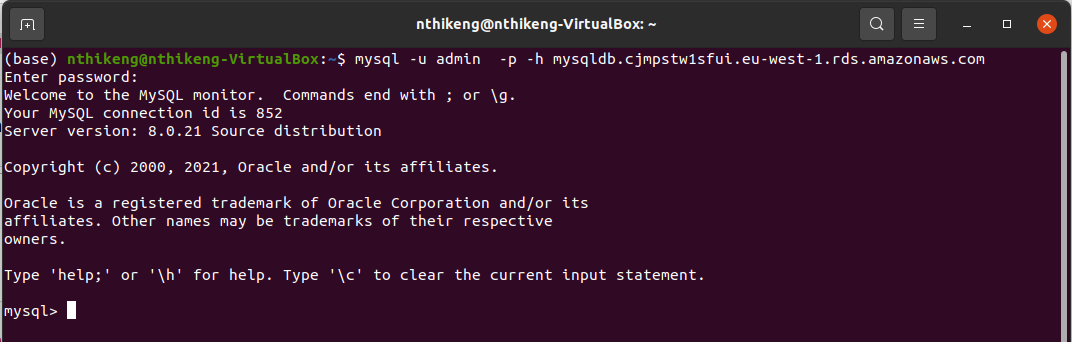 nthikeng@nthikeng-VirtualBox: ~
(base) nthikeng@nthikeng-VirtualBox:~$ mysql -u admin  -p -h mysqldb.cjmpstw1sfui.eu-west-1.rds.amazonaws.com
Enter password:
Welcome to the MySQL monitor.  Commands end with ; or \g.
Your MySQL connection id is 852
Server version: 8.0.21 Source distribution

Copyright (c) 2000, 2021, Oracle and/or its affiliates.

Oracle is a registered trademark of Oracle Corporation and/or its
affiliates. Other names may be trademarks of their respective
owners.

Type 'help;' or '\h' for help. Type '\c' to clear the current input statement.

mysql>